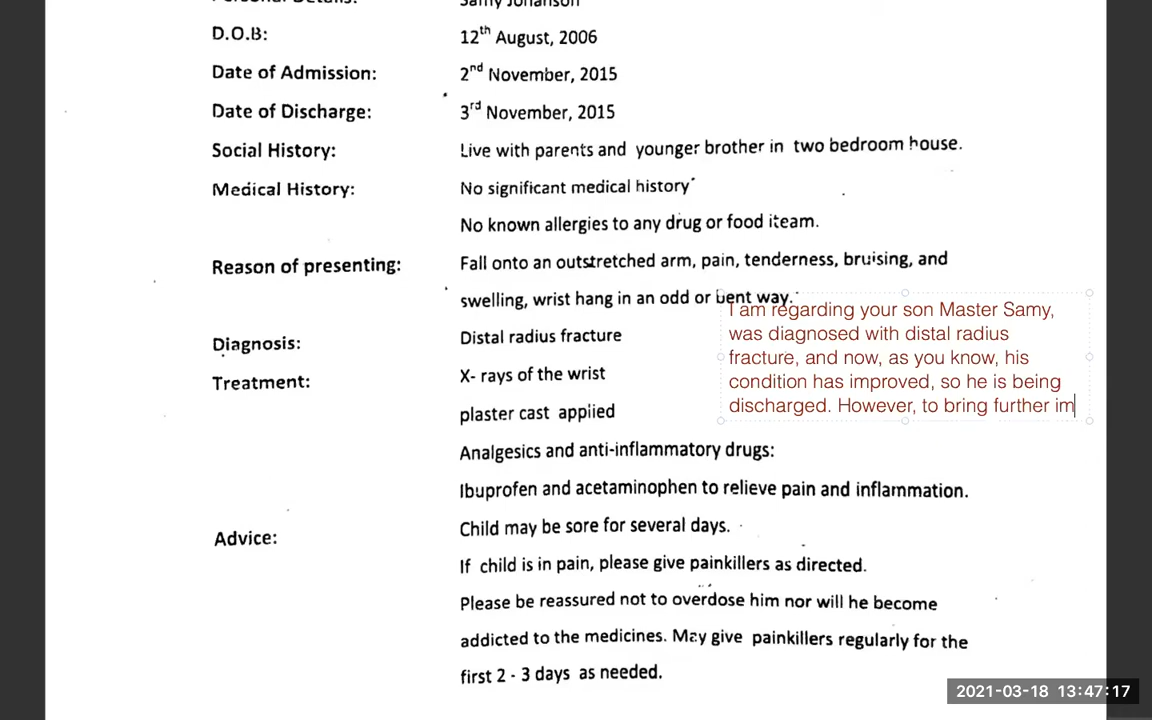 Samy Johanson
D.O.B: 12th August, 2006
Date of Admission: 2nd November, 2015
Date of Discharge: 3rd November, 2015
Social History: Live with parents and younger brother in two bedroom house.
Medical History: No significant medical history
No known allergies to any drug or food iteam.
Reason of presenting: Fall onto an outstretched arm, pain, tenderness, bruising, and
swelling, wrist hang in an odd or bent way.
I am regarding your son Master Samy,
was diagnosed with distal radius
fracture, and now, as you know, his
condition has improved, so he is being
discharged. However, to bring further im
Diagnosis: Distal radius fracture
Treatment: X- rays of the wrist
plaster cast applied
Analgesics and anti-inflammatory drugs:
Ibuprofen and acetaminophen to relieve pain and inflammation.
Advice: Child may be sore for several days.
If child is in pain, please give painkillers as directed.
Please be reassured not to overdose him nor will he become
addicted to the medicines. May give painkillers regularly for the
first 2 - 3 days as needed.
2021-03-18 13:47:17